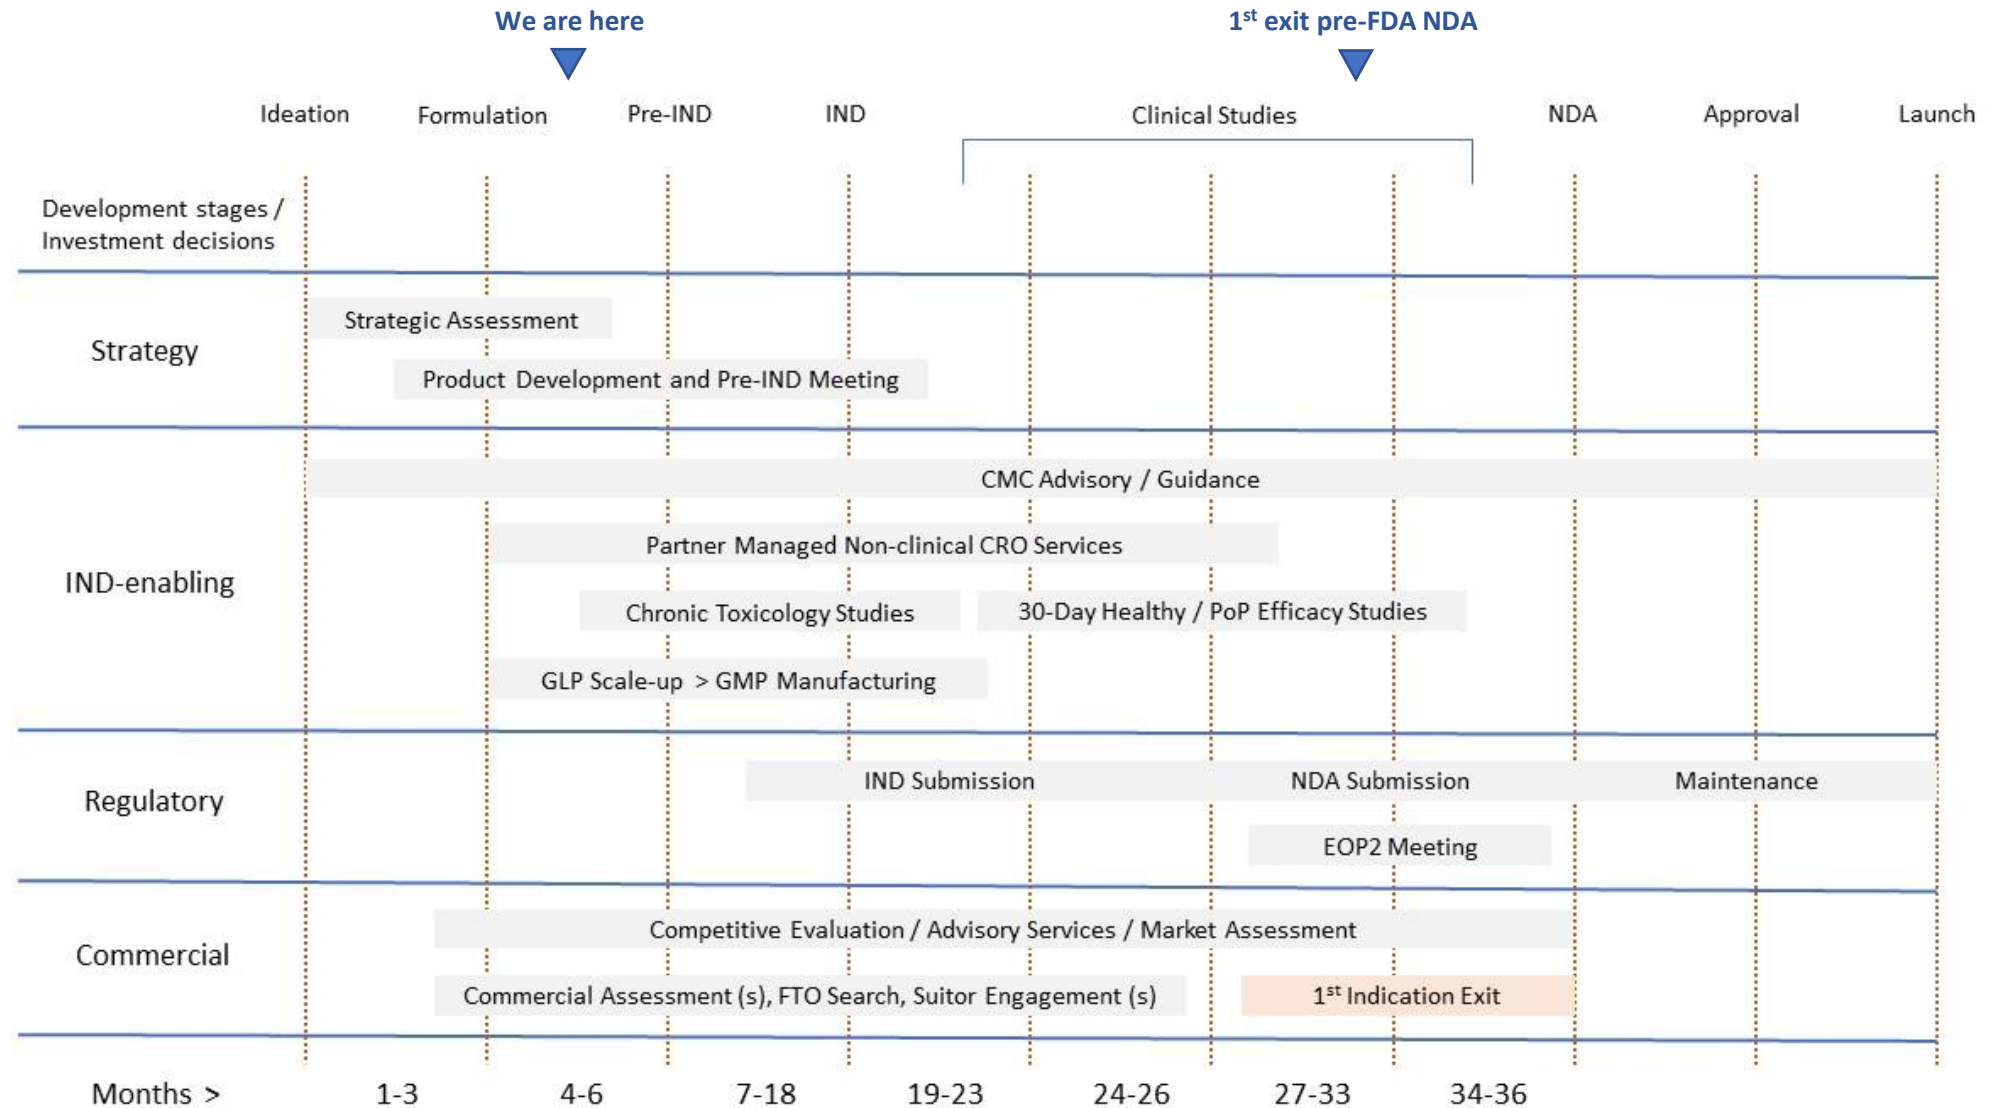 We are here
1st exit pre-FDA NDA
Ideation
Formulation
Pre-IND
IND
Clinical Studies
NDA
Approval
Launch
Development stages /
Investment decisions
Strategy
Strategic Assessment
Product Development and Pre-IND Meeting
IND-enabling
CMC Advisory / Guidance
Partner Managed Non-clinical CRO Services
Chronic Toxicology Studies
30-Day Healthy / PoP Efficacy Studies
GLP Scale-up > GMP Manufacturing
Regulatory
IND Submission
NDA Submission
Maintenance
EOP2 Meeting
Commercial
Competitive Evaluation / Advisory Services / Market Assessment
Commercial Assessment (s), FTO Search, Suitor Engagement (s)
1st Indication Exit
Months >
1-3
4-6
7-18
19-23
24-26
27-33
34-36